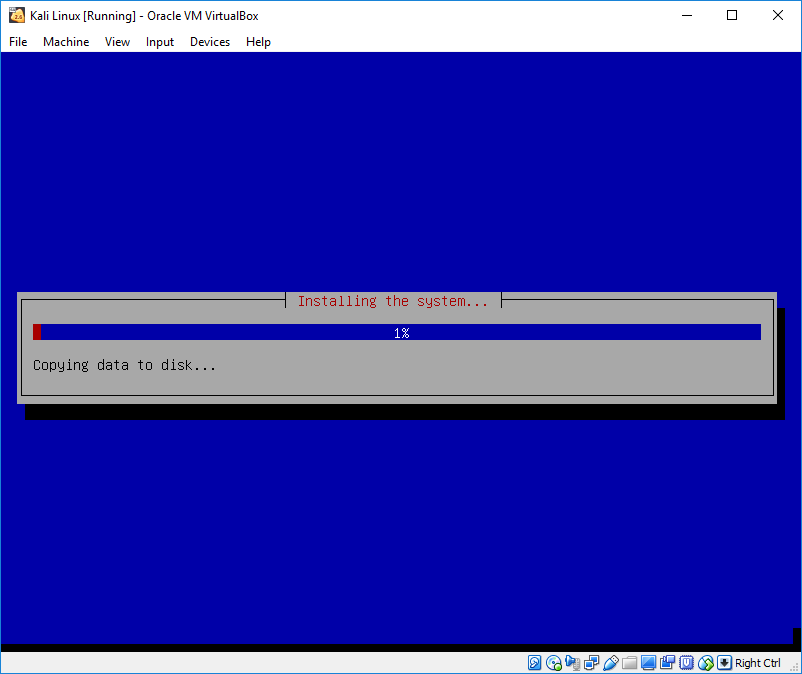 Kali Linux [Running] - Oracle VM VirtualBox
File Machine View Input Devices Help
Installing the system...
1%
Copying data to disk...
Right Ctrl